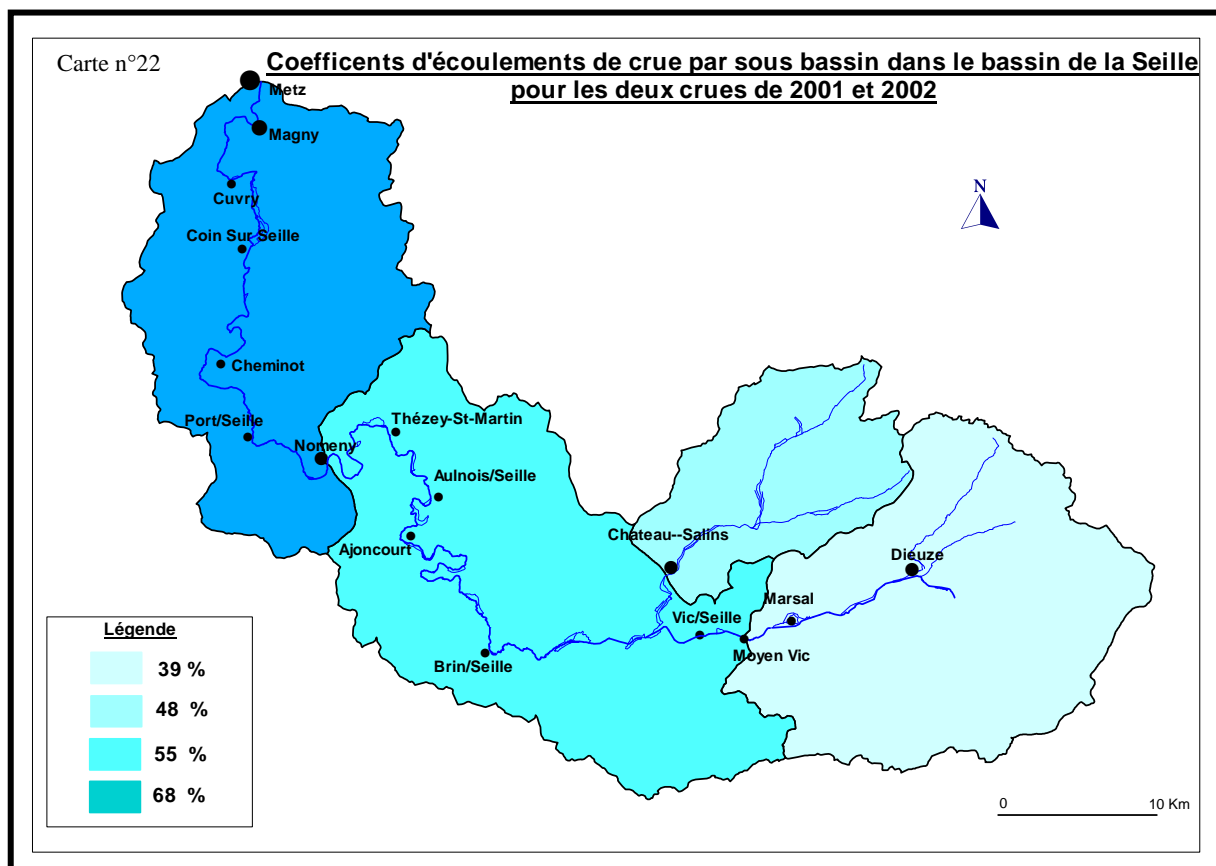 Carte n°22
Coefficents d'écoulements de crue par sous bassin dans le bassin de la Seille
pour les deux crues de 2001 et 2002
Metz
Magny
N
Cuvry
Coin Sur Seille
Cheminot
Port/Seille
Thézey-St-Martin
Nomeny
Aulnois/Seille
Ajoncourt
Château--Salins
Dieuze
Marsal
Vic/Seille
Moyen Vic
Brin/Seille
Légende
39 %
48 %
55 %
68 %
0 10 Km